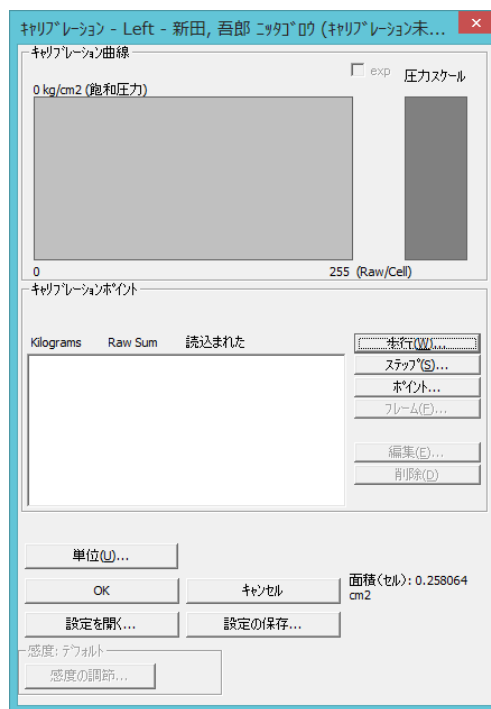 ｷｬﾘﾌﾞﾚｰｼｮﾝ - Left - 新田, 吾郎 ﾆｯﾀｺﾞﾛｳ (ｷｬﾘﾌﾞﾚｰｼｮﾝ未...
ｷｬﾘﾌﾞﾚｰｼｮﾝ曲線
exp
圧力ｽｹｰﾙ
0 kg/cm2 (飽和圧力)
0
255 (Raw/Cell)
ｷｬﾘﾌﾞﾚｰｼｮﾝﾎﾟｲﾝﾄ
Kilograms Raw Sum 読込まれた
歩行(W)...
ｽﾃｯﾌﾟ(S)...
ﾎﾟｲﾝﾄ...
ﾌﾚｰﾑ(F)...
編集(E)...
削除(D)
単位(U)...
OK
ｷｬﾝｾﾙ
面積(ｾﾙ): 0.258064
cm2
設定を開く...
設定の保存...
感度: ﾃﾞﾌｫﾙﾄ
感度の調節...